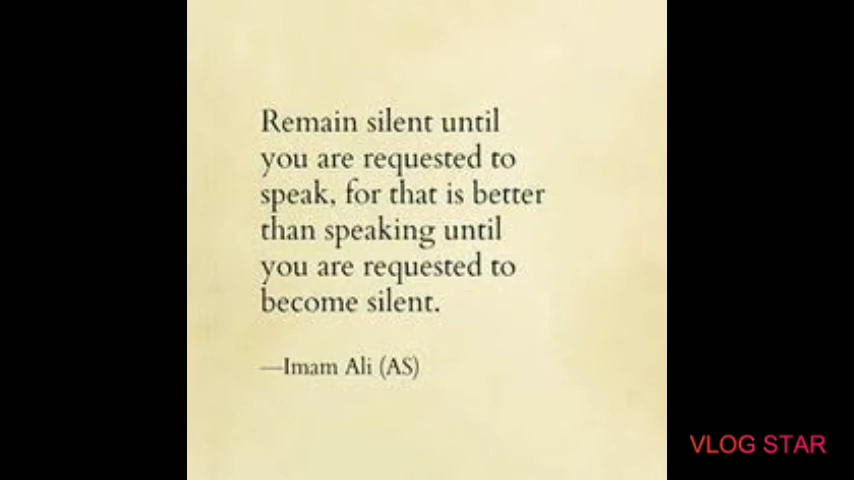 Remain silent until
you are requested to
speak, for that is better
than speaking until
you are requested to
become silent.
—Imam Ali (AS)
VLOG STAR